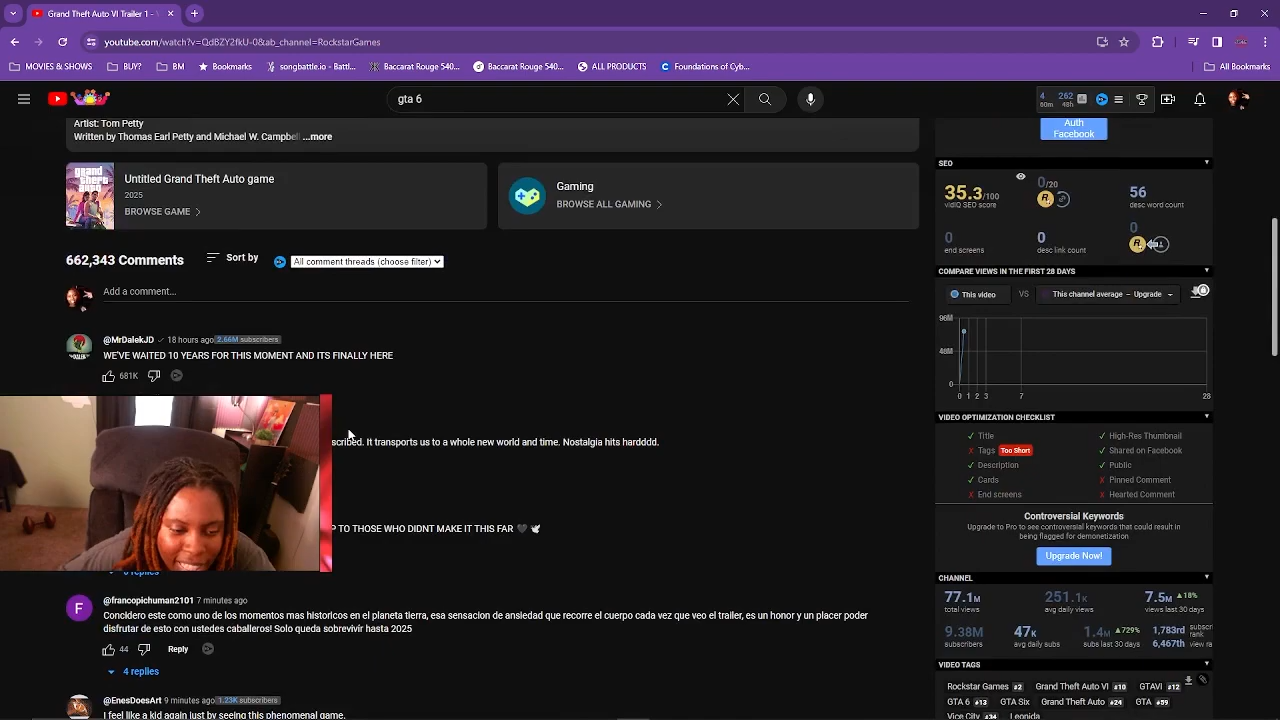 Grand Theft Auto VI Trailer 1 -
youtube.com/watch?v=QdBZY2fkU-0&ab_channel=RockstarGames
MOVIES & SHOWS
BUY?
BM
Bookmarks
songbattle.io - Battl...
Baccarat Rouge 540...
Baccarat Rouge 540...
ALL PRODUCTS
Foundations of Cyb...
All Bookmarks
gta 6
4 262
60m 48h
Artist: Tom Petty
Written by Thomas Earl Petty and Michael W. Campbell ...more
GRAND THEFT AUTO
Untitled Grand Theft Auto game
2025
BROWSE GAME
Gaming
BROWSE ALL GAMING
662,343 Comments
Sort by
All comment threads (choose filter)
Add a comment...
@MrDalekJD 18 hours ago 2.66M subscribers
WE'VE WAITED 10 YEARS FOR THIS MOMENT AND ITS FINALLY HERE
681K
scribed. It transports us to a whole new world and time. Nostalgia hits harddd.
P TO THOSE WHO DIDNT MAKE IT THIS FAR 🖤 🕊
@francopichuman2101 7 minutes ago
Concidero este como uno de los momentos mas historicos en el planeta tierra, esa sensacion de ansiedad que recorre el cuerpo cada vez que veo el trailer, es un honor y un placer poder
disfrutar de esto con ustedes caballeros! Solo queda sobrevivír hasta 2025
44 Reply
4 replies
@EnesDoesArt 9 minutes ago 1.23K subscribers
I feel like a kid again just by seeing this phenomenal game.
Auth
Facebook
SEO
35.3/100
vidIQ SEO score
0/20
56
desc word count
0
end screens
0
desc link count
0
COMPARE VIEWS IN THE FIRST 28 DAYS
This video VS This channel average – Upgrade
96M
48M
0
0 1 2 3 7 28
VIDEO OPTIMIZATION CHECKLIST
✓ Title
✓ High-Res Thumbnail
✗ Tags Too Short
✓ Shared on Facebook
✓ Description
✓ Public
✓ Cards
✗ Pinned Comment
✗ End screens
✗ Hearted Comment
Controversial Keywords
Upgrade to Pro to see controversial keywords that could result in
being flagged for demonetization
Upgrade Now!
CHANNEL
77.1M
total views
251.1K
avg daily views
7.5M ▲18%
views last 30 days
9.38M
subscribers
47K
avg daily subs
1.4M ▲729%
subs last 30 days
1,783rd
6,467th
VIDEO TAGS
Rockstar Games #2
Grand Theft Auto VI #10
GTAVI #12
GTA 6 #13
GTA Six
Grand Theft Auto #24
GTA #59
Vice City #34
Leonida